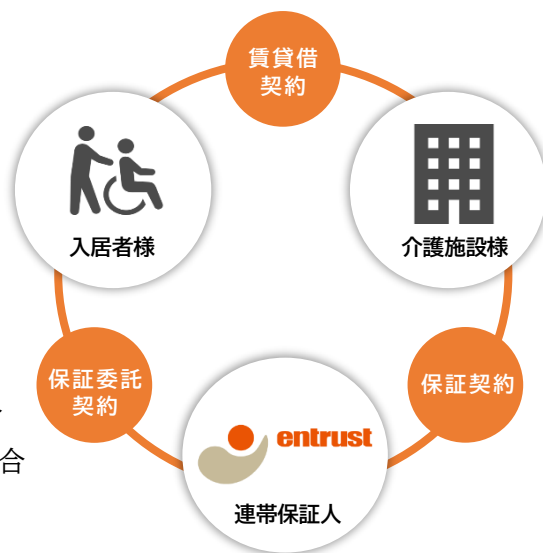 賃貸借
契約
入居者様
介護施設様
保証委託
契約
保証契約
合
entrust
連帯保証人